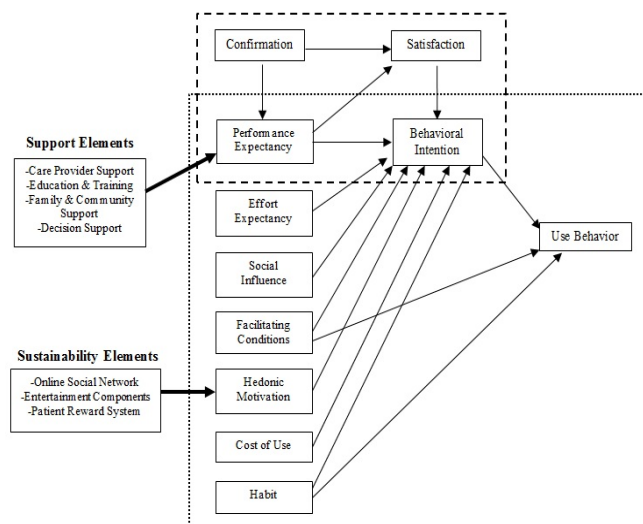 Confirmation
Satisfaction
Support Elements
-Care Provider Support
-Education & Training
-Family & Community
Support
-Decision Support
Performance
Expectancy
Behavioral
Intention
Effort
Expectancy
Use Behavior
Social
Influence
Facilitating
Conditions
Sustainability Elements
-Online Social Network
-Entertainment Components
-Patient Reward System
Hedonic
Motivation
Cost of Use
Habit